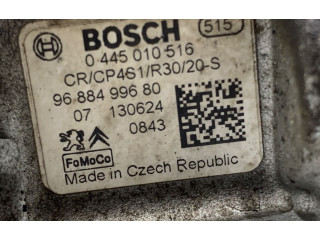 BOSCH 515
0 445 010 516
CR/CP4S1/R30/20-S
96 884 996 80
07 130624
0843
FoMoCo
Made in Czech Republic